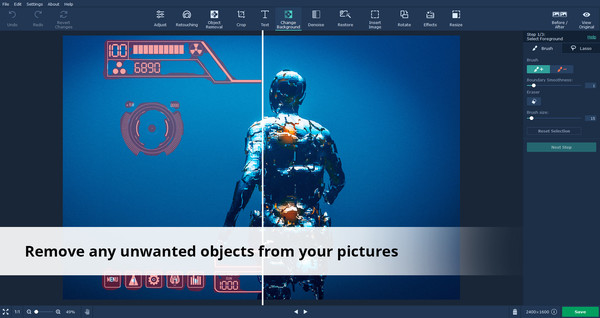 File Edit Settings About Help
Undo Redo Revert Changes Adjust Retouching Object Removal Crop Text Change Background Denoise Restore Insert Image Rotate Effects Resize Before / After View Original
Step 1/2:
Select Foreground
Brush Lasso
Brush
Boundary Smoothness:
Eraser
Brush size:
10
Reset Selection
Next Step
100
6890
Remove any unwanted objects from your pictures
MENU
1000
1:1 49% 2400×1600 Save